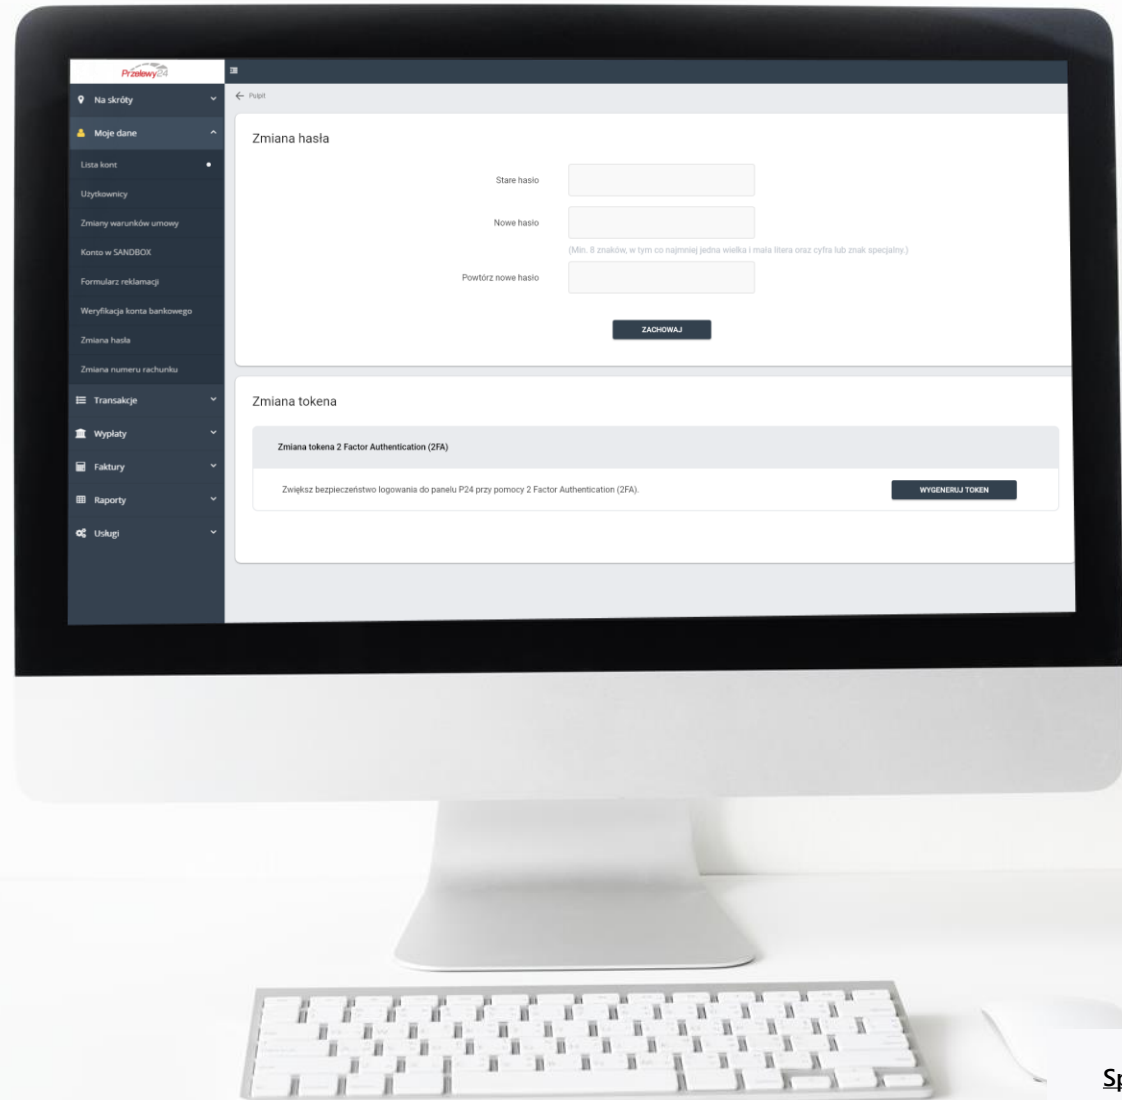 Przelewy24
Na skróty
Moje dane
Lista kont
Użytkownicy
Zmiany warunków umowy
Konto w SANDBOX
Formularz reklamacji
Weryfikacja konta bankowego
Zmiana hasła
Zmiana numeru rachunku
Transakcje
Wypłaty
Faktury
Raporty
Usługi
← Pulpit
Zmiana hasła
Stare hasło
Nowe hasło
(Min. 8 znaków, w tym co najmniej jedna wielka i mała litera oraz cyfra lub znak specjalny.)
Powtórz nowe hasło
ZACHOWAJ
Zmiana tokena
Zmiana tokena 2 Factor Authentication (2FA)
Zwiększ bezpieczeństwo logowania do panelu P24 przy pomocy 2 Factor Authentication (2FA).
WYGENERUJ TOKEN